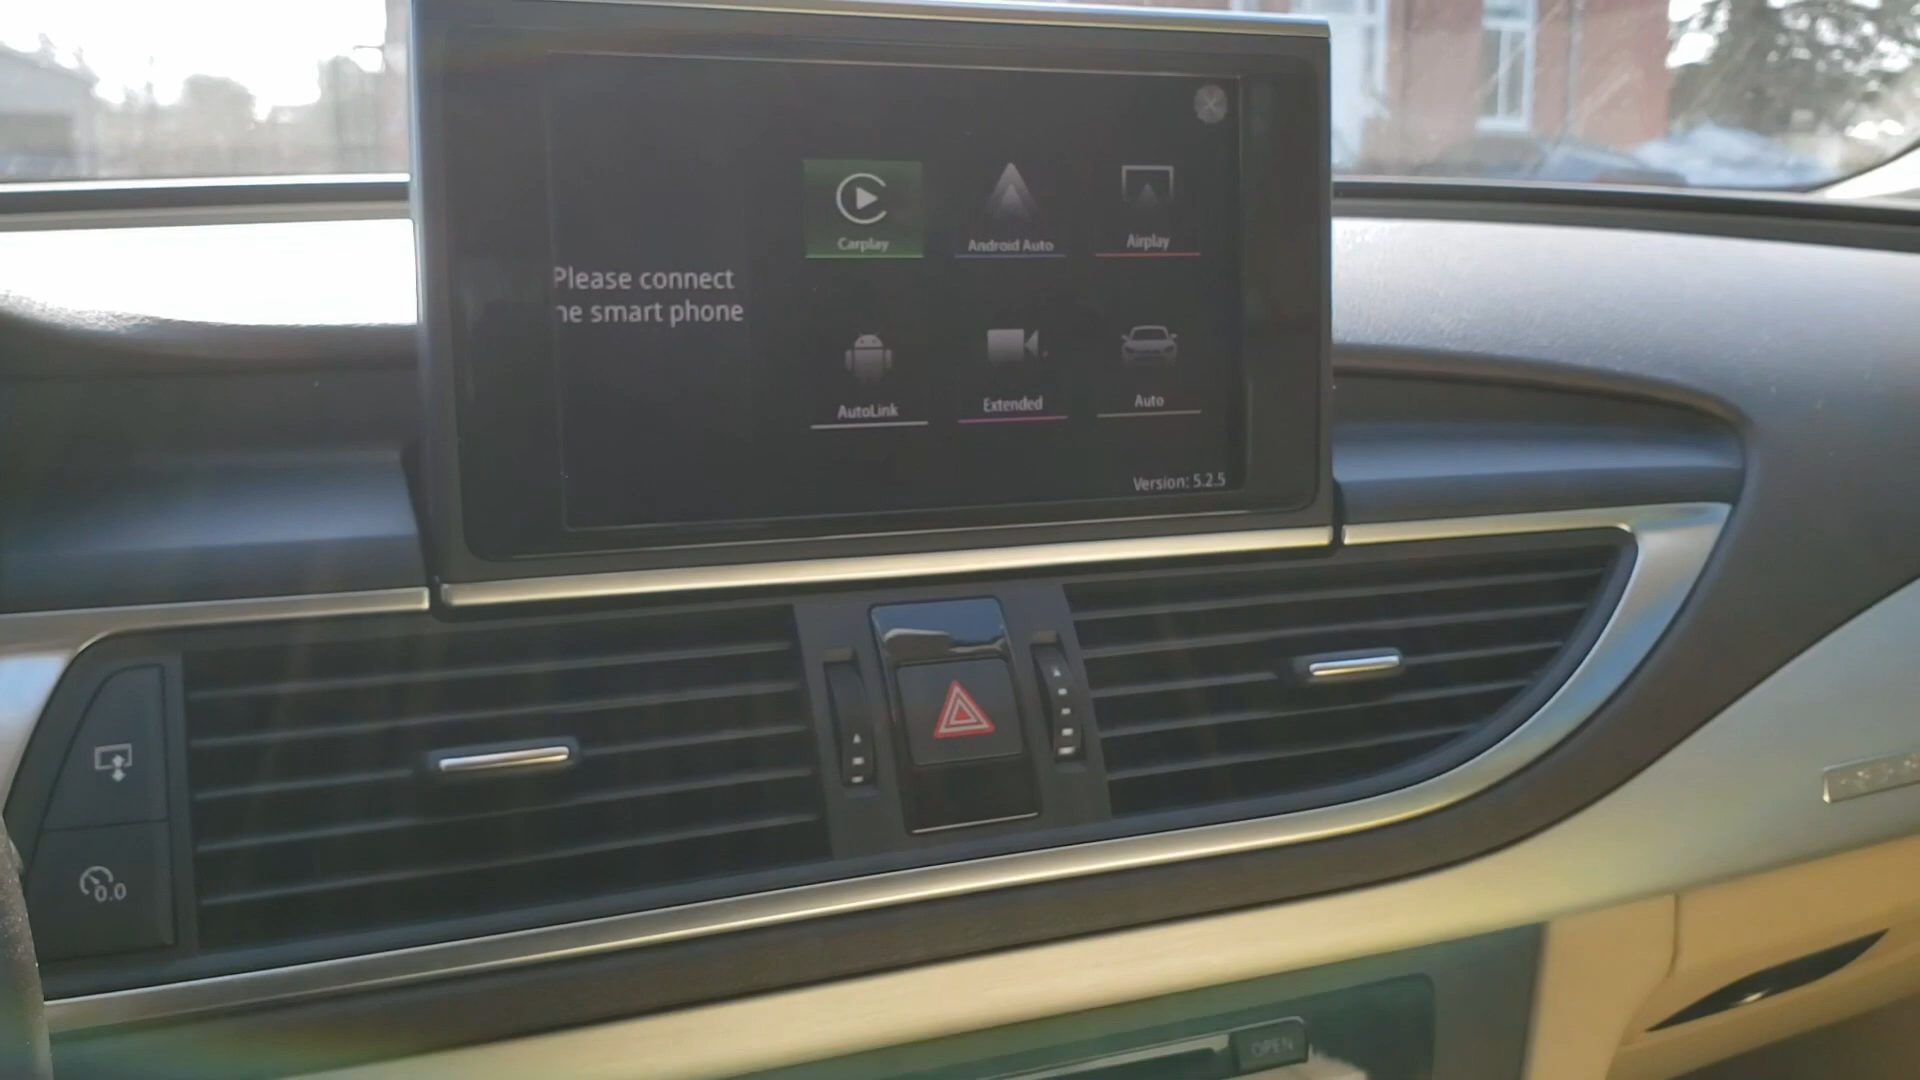 Please connect
he smart phone
Carplay
Android Auto
Airplay
AutoLink
Extended
Auto
Version: 5.2.5
0.0
OPEN